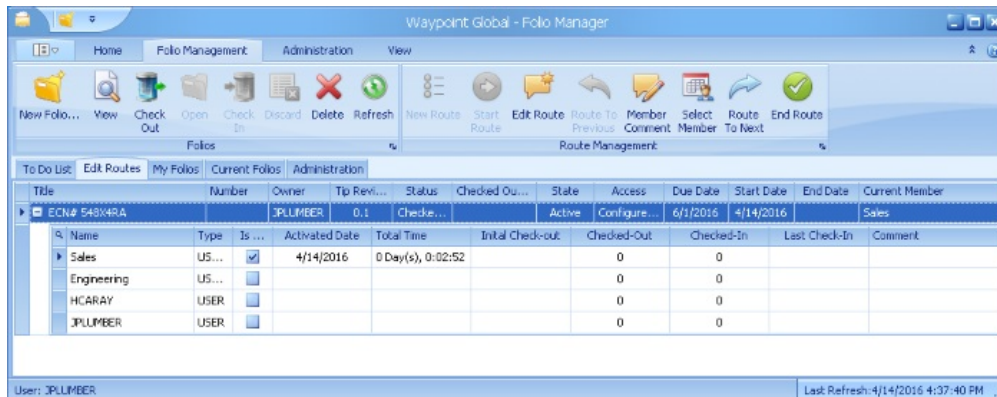 Waypoint Global - Folio Manager
Home Folio Management Administration View
New Folio... View Check Out Open Check In Discard Delete Refresh New Route Start Route Edit Route Route To Previous Member Comment Select Member Route To Next End Route
Folios Route Management
To Do List Edit Routes My Folios Current Folios Administration
Title Number Owner Tip Revi... Status Checked Ou... State Access Due Date Start Date End Date Current Member
ECN# 548X4RA JPLUMBER 0.1 Checke... Active Configure... 6/1/2016 4/14/2016 Sales
Name Type Is ... Activated Date Total Time Inital Check-out Checked-Out Checked-In Last Check-In Comment
Sales US... 4/14/2016 0 Day(s), 0:02:52 0 0
Engineering US... 0 0
HCARAY USER 0 0
JPLUMBER USER 0 0
User: JPLUMBER Last Refresh:4/14/2016 4:37:40 PM